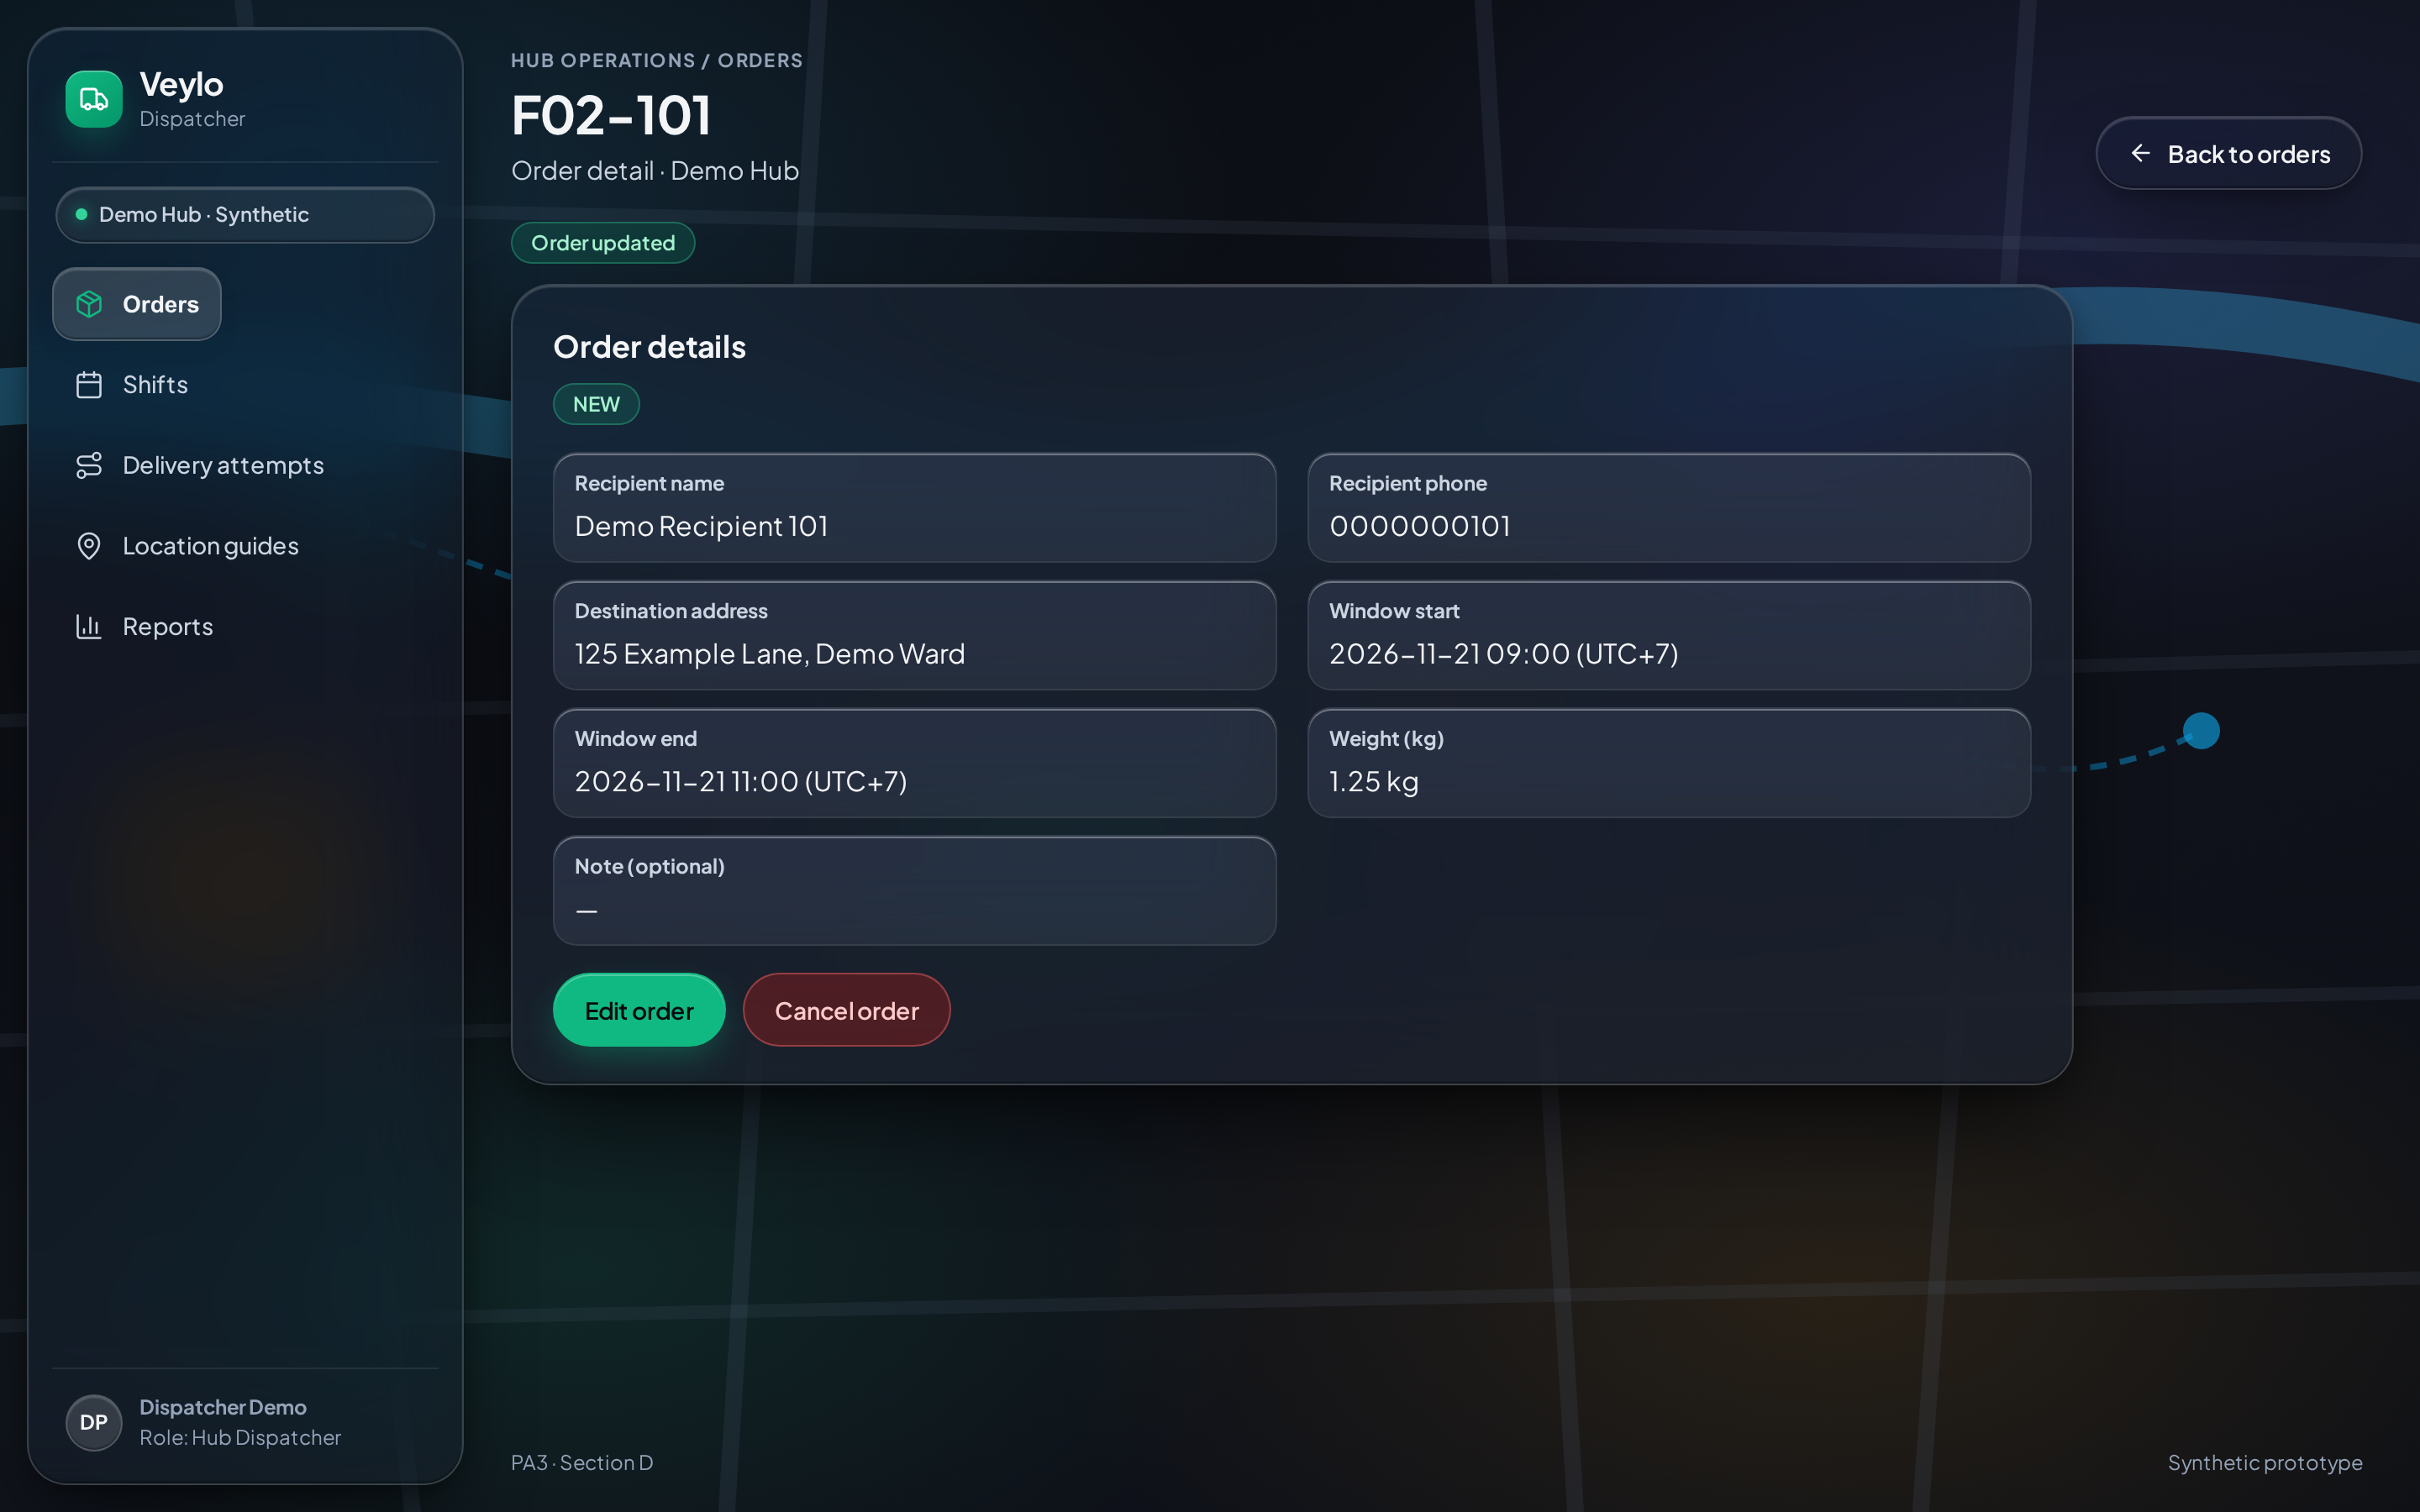 Veylo
Dispatcher
Demo Hub · Synthetic
Orders
Shifts
Delivery attempts
Location guides
Reports
DP
Dispatcher Demo
Role: Hub Dispatcher
HUB OPERATIONS / ORDERS
F02-101
Order detail · Demo Hub
Back to orders
Order updated
Order details
NEW
Recipient name
Demo Recipient 101
Recipient phone
0000000101
Destination address
125 Example Lane, Demo Ward
Window start
2026-11-21 09:00 (UTC+7)
Window end
2026-11-21 11:00 (UTC+7)
Weight (kg)
1.25 kg
Note (optional)
—
Edit order
Cancel order
PA3 · Section D
Synthetic prototype